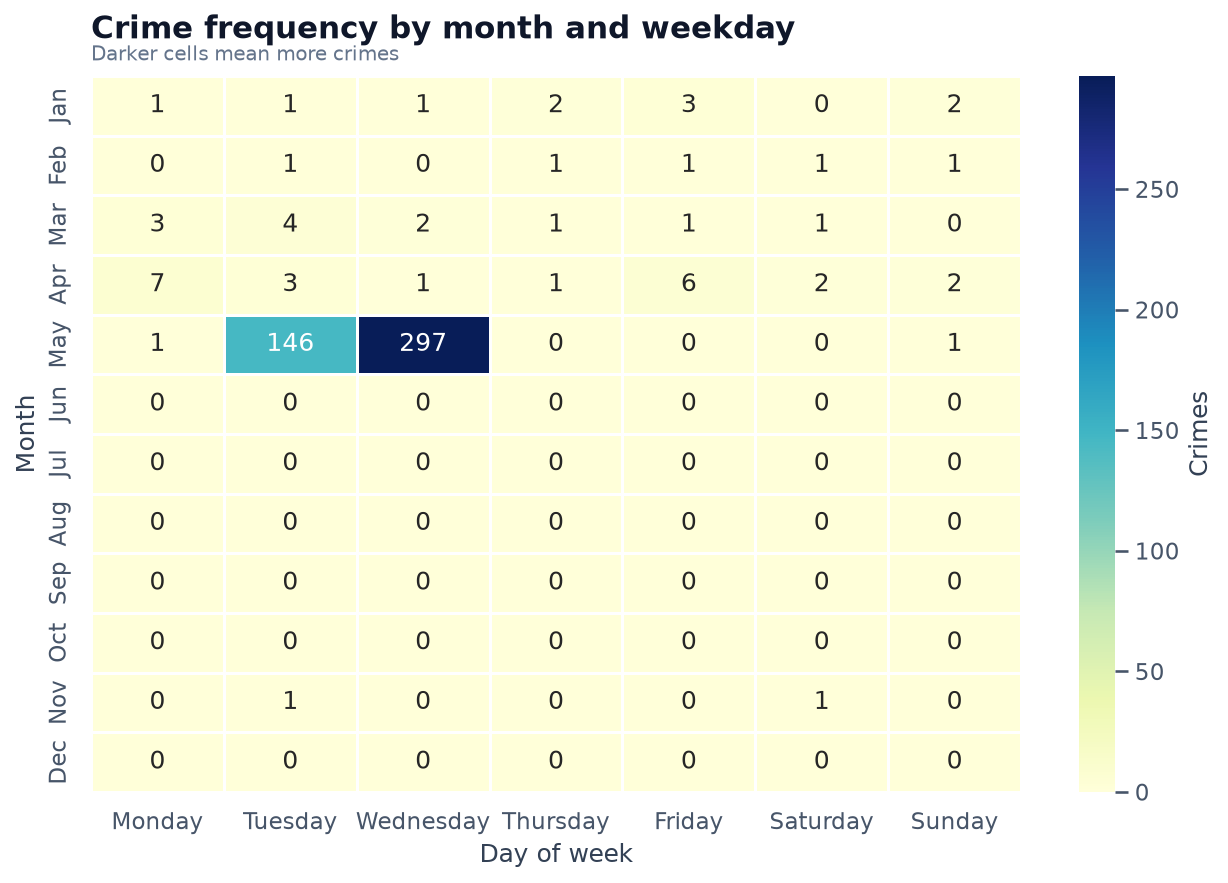 Crime frequency by month and weekday
Darker cells mean more crimes
Jan 1 1 1 2 3 0 2
Feb 0 1 0 1 1 1 1
Mar 3 4 2 1 1 1 0
Apr 7 3 1 1 6 2 2
May 1 146 297 0 0 0 1
Jun 0 0 0 0 0 0 0
Jul 0 0 0 0 0 0 0
Aug 0 0 0 0 0 0 0
Sep 0 0 0 0 0 0 0
Oct 0 0 0 0 0 0 0
Nov 0 1 0 0 0 1 0
Dec 0 0 0 0 0 0 0
Monday Tuesday Wednesday Thursday Friday Saturday Sunday
Day of week
Month
250
200
150
100
50
0
Crimes